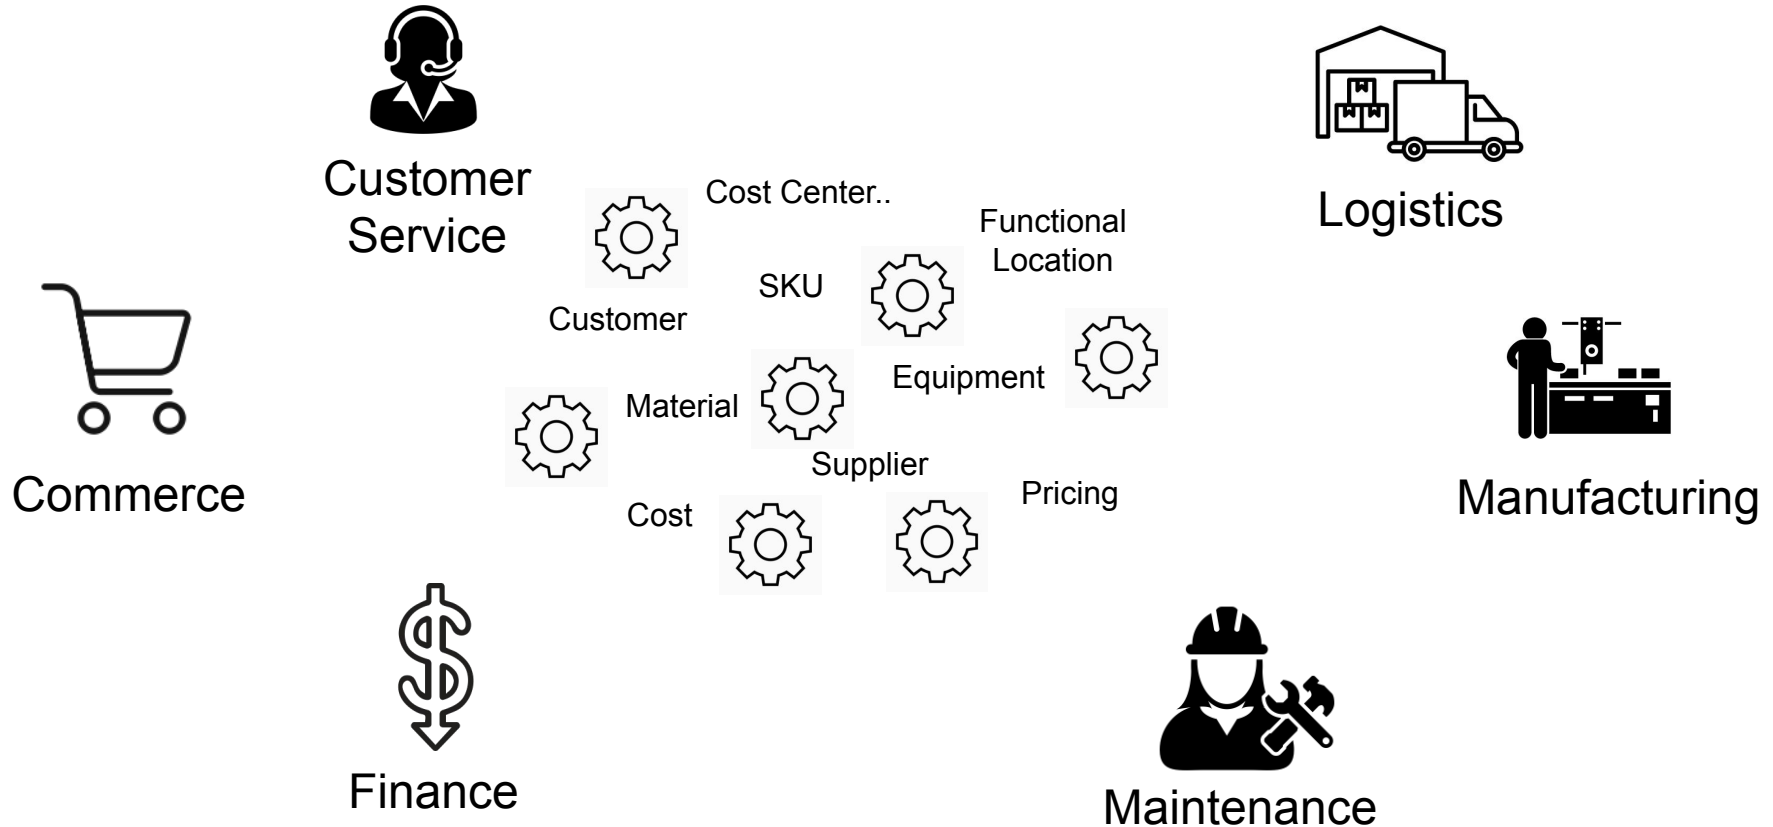 Customer
Service
Cost Center..
Functional
Location
Logistics
SKU
Customer
Equipment
Material
Supplier
Commerce
Pricing
Manufacturing
Cost
Finance
Maintenance